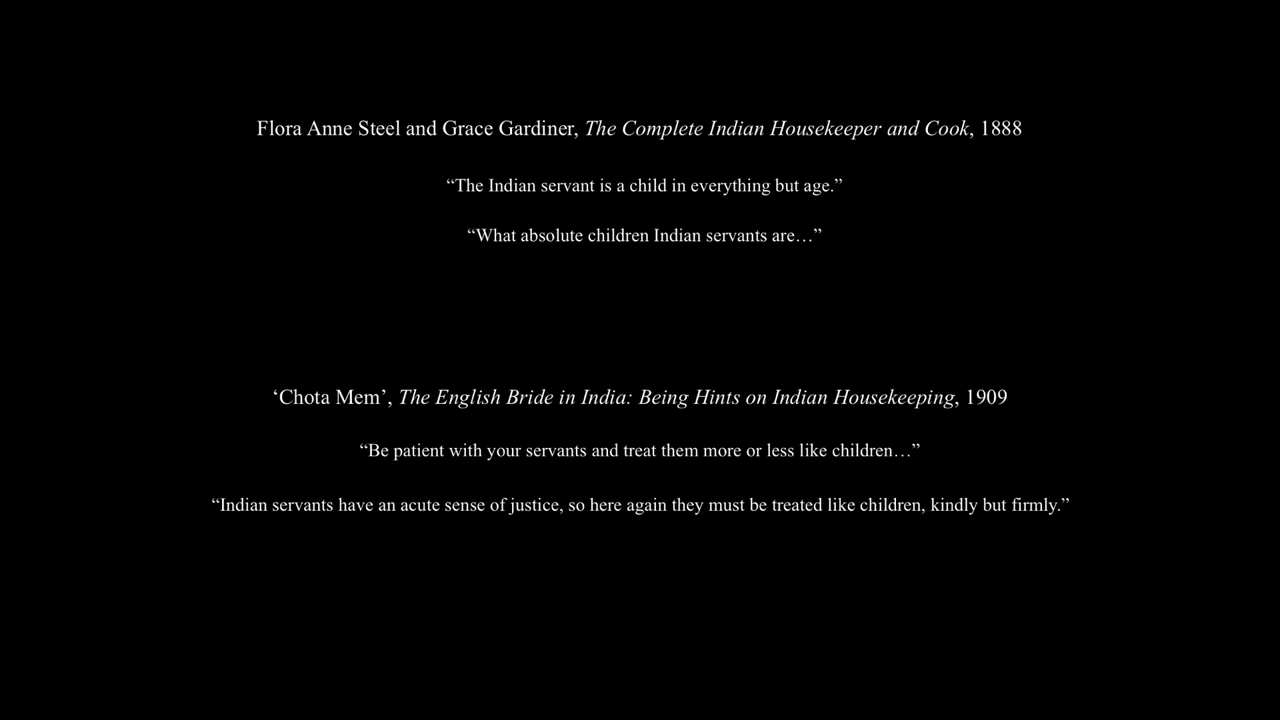 Flora Anne Steel and Grace Gardiner, The Complete Indian Housekeeper and Cook, 1888
“The Indian servant is a child in everything but age.”
“What absolute children Indian servants are…”
‘Chota Mem’, The English Bride in India: Being Hints on Indian Housekeeping, 1909
“Be patient with your servants and treat them more or less like children…”
“Indian servants have an acute sense of justice, so here again they must be treated like children, kindly but firmly.”